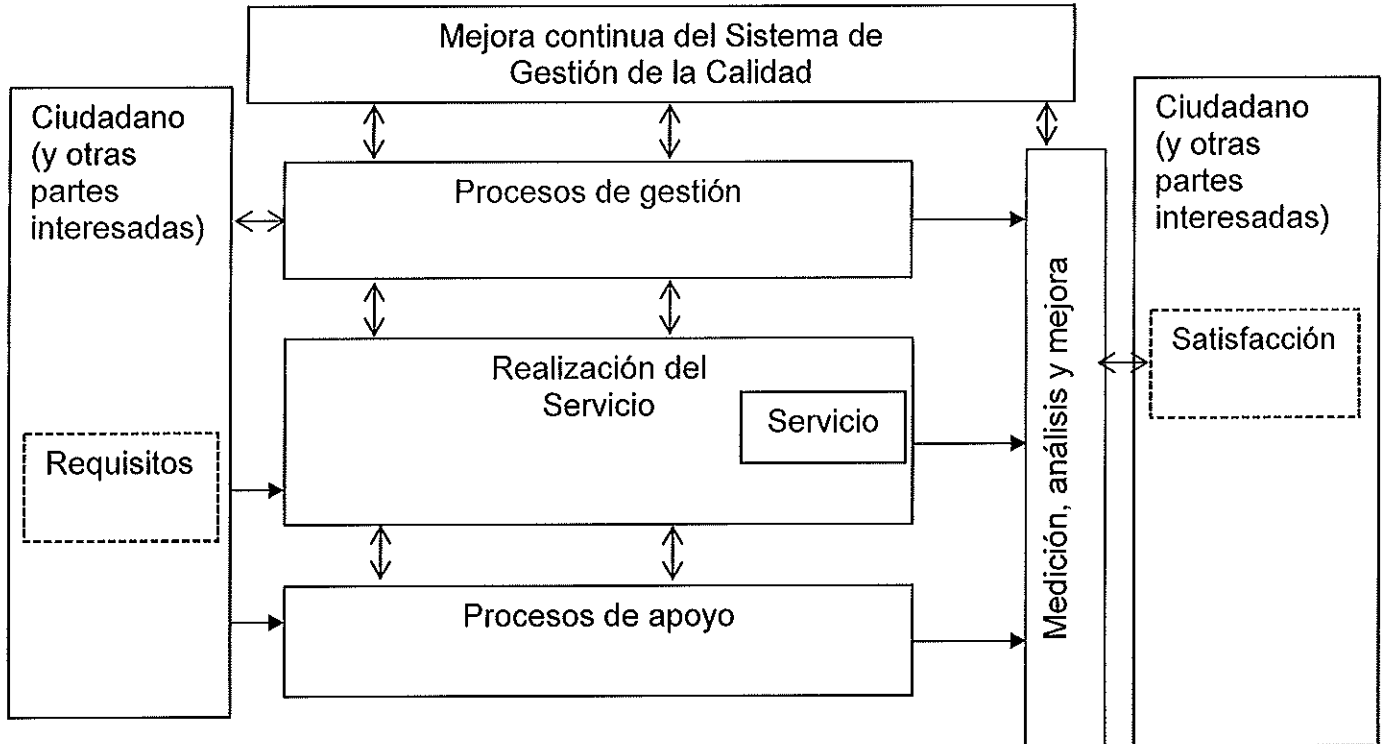 Mejora continua del Sistema de
Gestión de la Calidad
Ciudadano
(y otras
partes
interesadas)
Requisitos
Procesos de gestión
Realización del
Servicio
Servicio
Procesos de apoyo
Medición, análisis y mejora
Ciudadano
(y otras
partes
interesadas)
Satisfacción